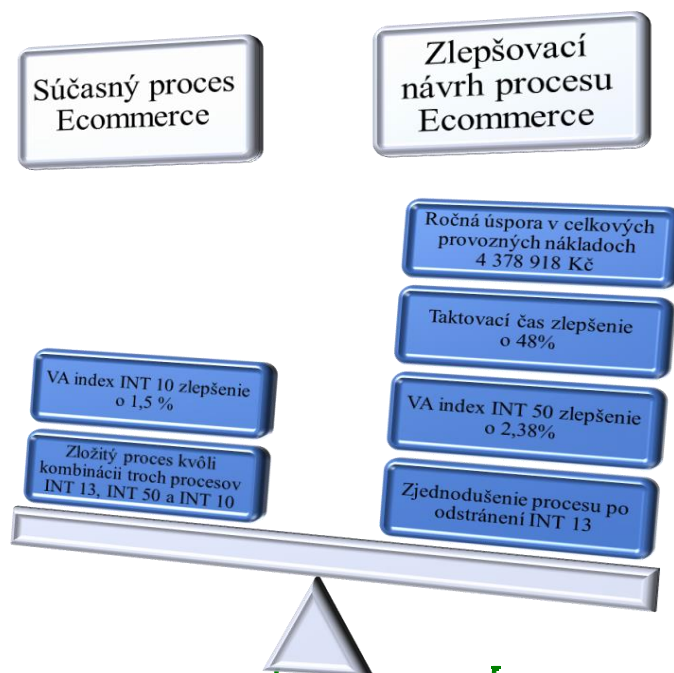 Súčasný proces
Ecommerce
Zlepšovací
návrh procesu
Ecommerce
Ročná úspora v celkových
provozných nákladoch
4 378 918 Kč
Taktovací čas zlepšenie
o 48%
VA index INT 10 zlepšenie
o 1,5 %
VA index INT 50 zlepšenie
o 2,38%
Zložitý proces kvôli
kombinácii troch procesov
INT 13, INT 50 a INT 10
Zjednodušenie procesu po
odstránení INT 13